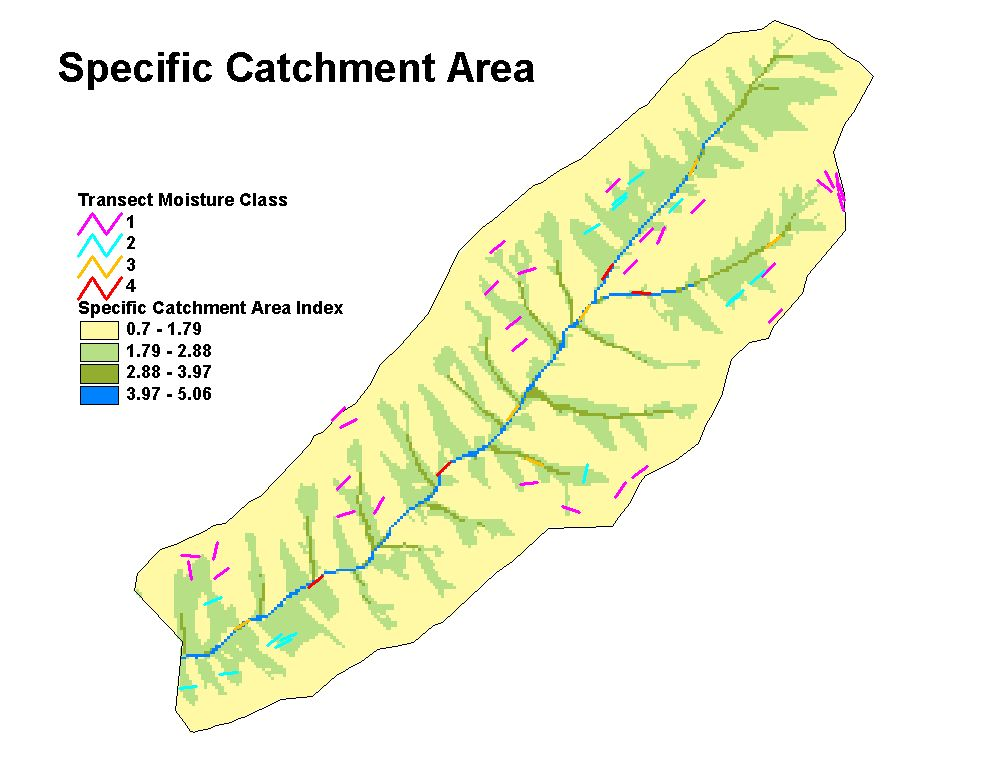 Specific Catchment Area
Transect Moisture Class
1
2
3
4
Specific Catchment Area Index
0.7 - 1.79
1.79 - 2.88
2.88 - 3.97
3.97 - 5.06